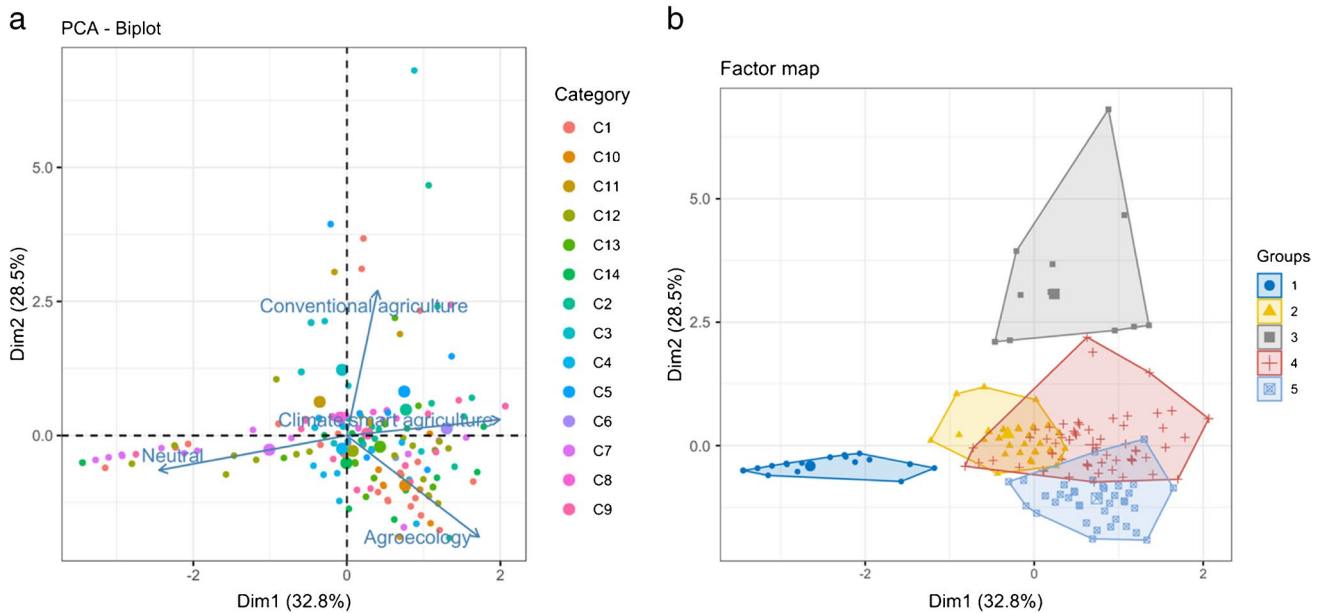 a
PCA - Biplot
Dim2 (28.5%)
5.0
2.5
0.0
-2
0
2
Dim1 (32.8%)
Conventional agriculture
Climate smart agriculture
Neutral
Agroecology
Category
C1
C10
C11
C12
C13
C14
C2
C3
C4
C5
C6
C7
C8
C9
b
Factor map
Dim2 (28.5%)
5.0
2.5
0.0
-2
0
2
Dim1 (32.8%)
Groups
1
2
3
4
5